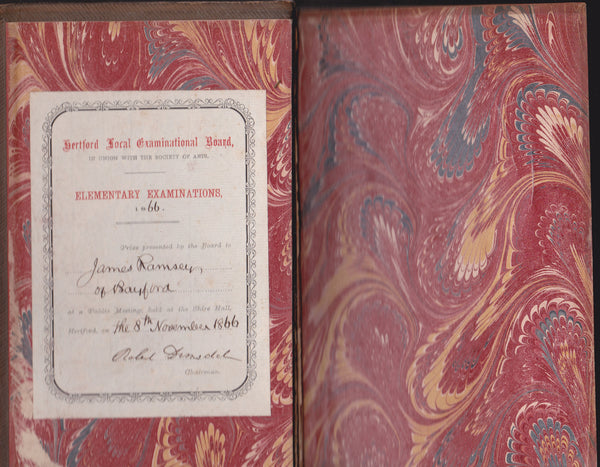 Hertford Local Examinational Board,
IN UNION WITH THE SOCIETY OF ARTS.
ELEMENTARY EXAMINATIONS,
1866.
Prize presented by the Board to
James Ramsey,
of Bayford
at a Public Meeting, held at the Shire Hall,
Hertford, on the 8th November 1866
Robert Dimsdale
Chairman.